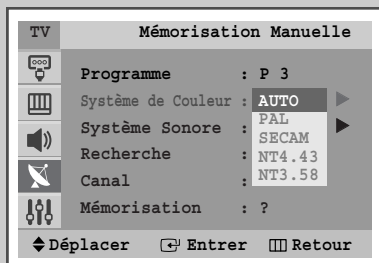 TV Mémorisation Manuelle
Programme : P 3
Système de Couleur : AUTO
PAL
Système Sonore :
SECAM
Recherche : NT4.43
Canal : NT3.58
Mémorisation : ?
Déplacer Entrer Retour